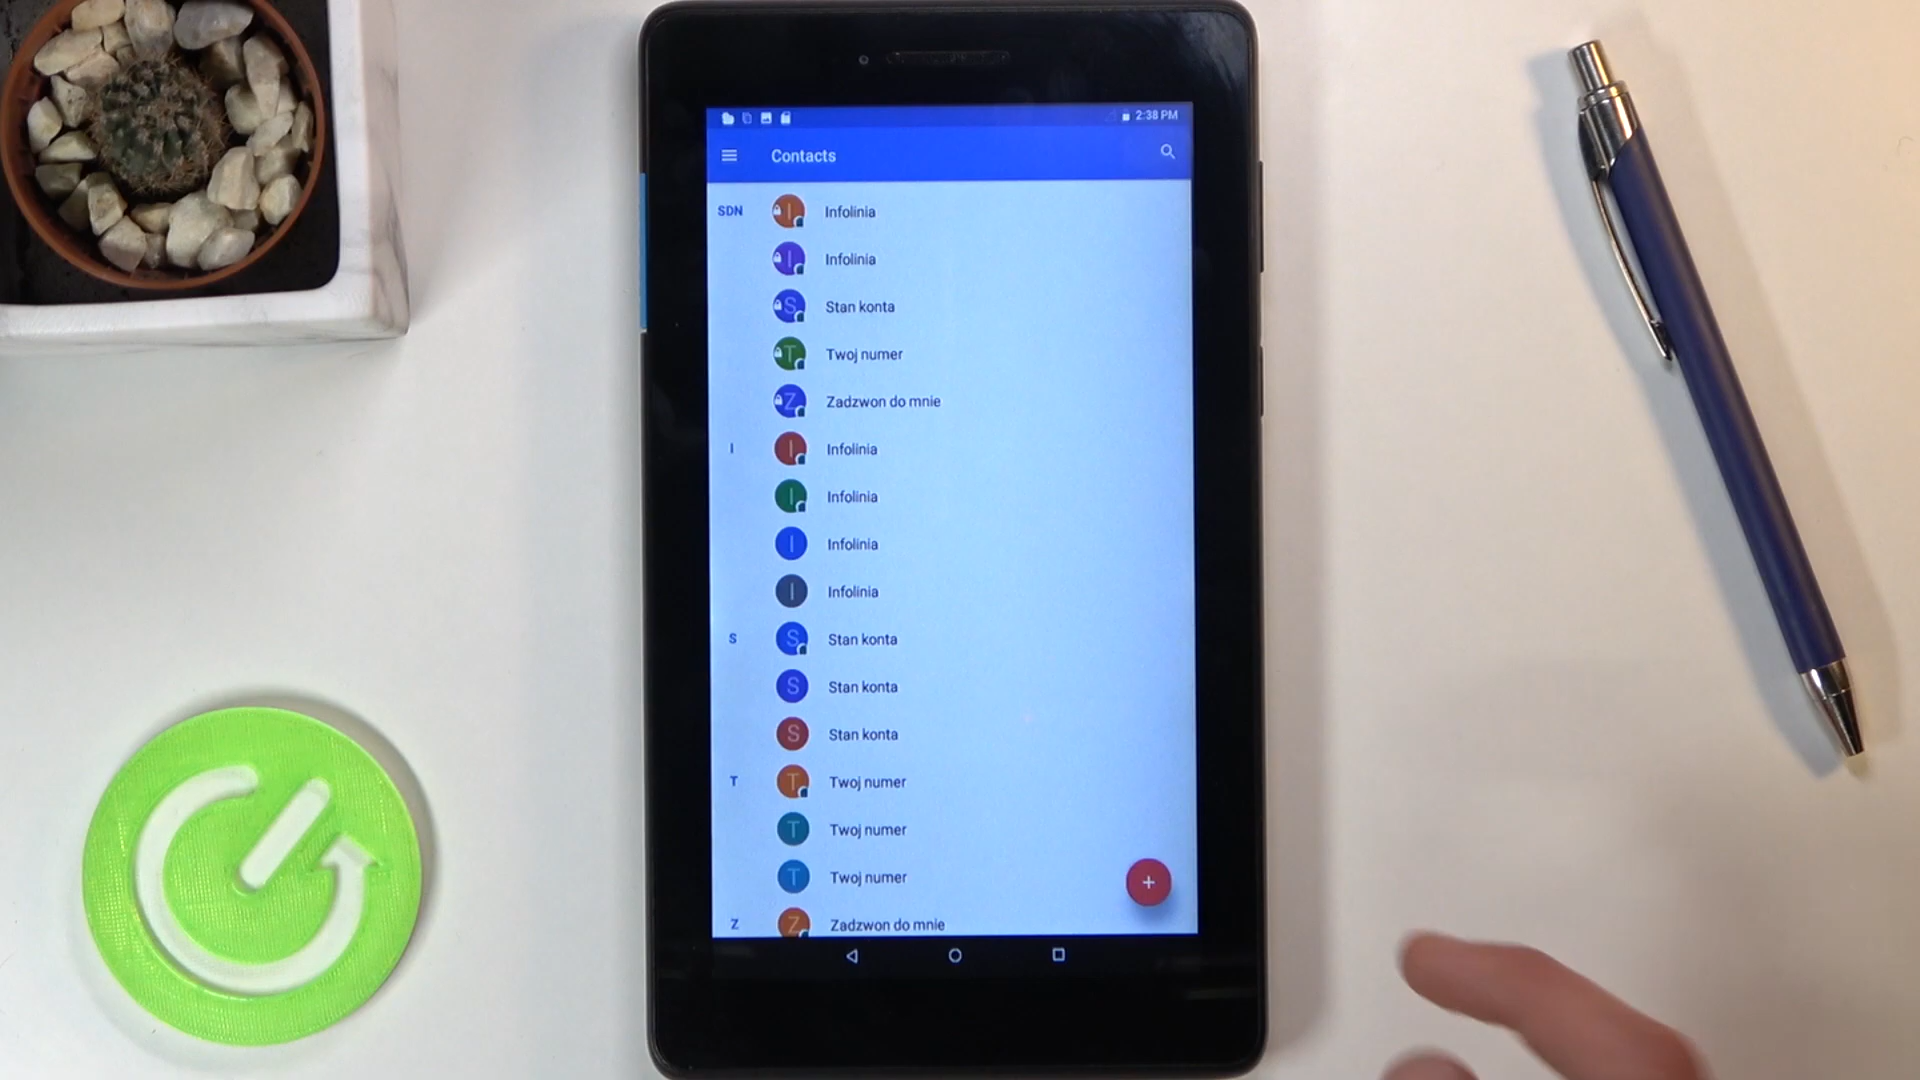 2:38 PM
Contacts
SDN
I Infolinia
I Infolinia
S Stan konta
T Twoj numer
Z Zadzwon do mnie
I
I Infolinia
I Infolinia
I Infolinia
I Infolinia
S
S Stan konta
S Stan konta
S Stan konta
T
T Twoj numer
T Twoj numer
T Twoj numer
Z
Z Zadzwon do mnie
+